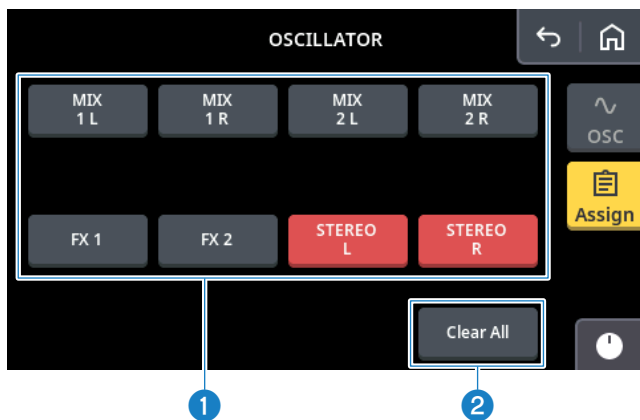 OSCILLATOR
MIX
1 L
MIX
1 R
MIX
2 L
MIX
2 R
OSC
Assign
FX 1
FX 2
STEREO
L
STEREO
R
Clear All
1
2